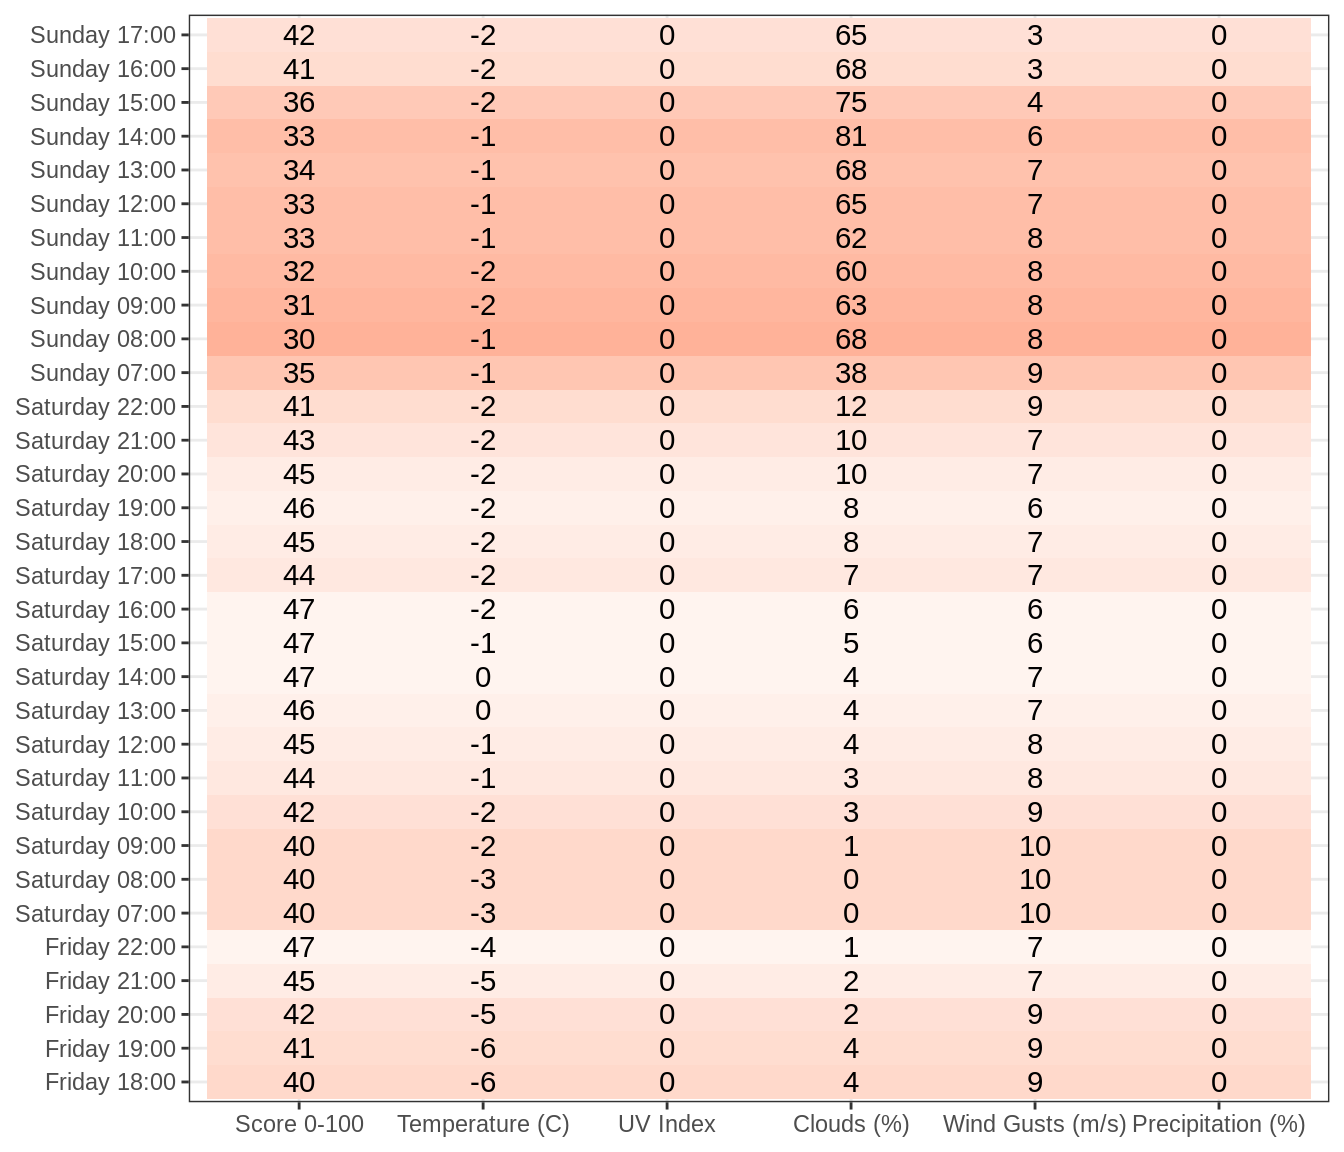 Sunday 17:00 42 -2 0 65 3 0
Sunday 16:00 41 -2 0 68 3 0
Sunday 15:00 36 -2 0 75 4 0
Sunday 14:00 33 -1 0 81 6 0
Sunday 13:00 34 -1 0 68 7 0
Sunday 12:00 33 -1 0 65 7 0
Sunday 11:00 33 -1 0 62 8 0
Sunday 10:00 32 -2 0 60 8 0
Sunday 09:00 31 -2 0 63 8 0
Sunday 08:00 30 -1 0 68 8 0
Sunday 07:00 35 -1 0 38 9 0
Saturday 22:00 41 -2 0 12 9 0
Saturday 21:00 43 -2 0 10 7 0
Saturday 20:00 45 -2 0 10 7 0
Saturday 19:00 46 -2 0 8 6 0
Saturday 18:00 45 -2 0 8 7 0
Saturday 17:00 44 -2 0 7 7 0
Saturday 16:00 47 -2 0 6 6 0
Saturday 15:00 47 -1 0 5 6 0
Saturday 14:00 47 0 0 4 7 0
Saturday 13:00 46 0 0 4 7 0
Saturday 12:00 45 -1 0 4 8 0
Saturday 11:00 44 -1 0 3 8 0
Saturday 10:00 42 -2 0 3 9 0
Saturday 09:00 40 -2 0 1 10 0
Saturday 08:00 40 -3 0 0 10 0
Saturday 07:00 40 -3 0 0 10 0
Friday 22:00 47 -4 0 1 7 0
Friday 21:00 45 -5 0 2 7 0
Friday 20:00 42 -5 0 2 9 0
Friday 19:00 41 -6 0 4 9 0
Friday 18:00 40 -6 0 4 9 0
Score 0-100 Temperature (C) UV Index Clouds (%) Wind Gusts (m/s) Precipitation (%)